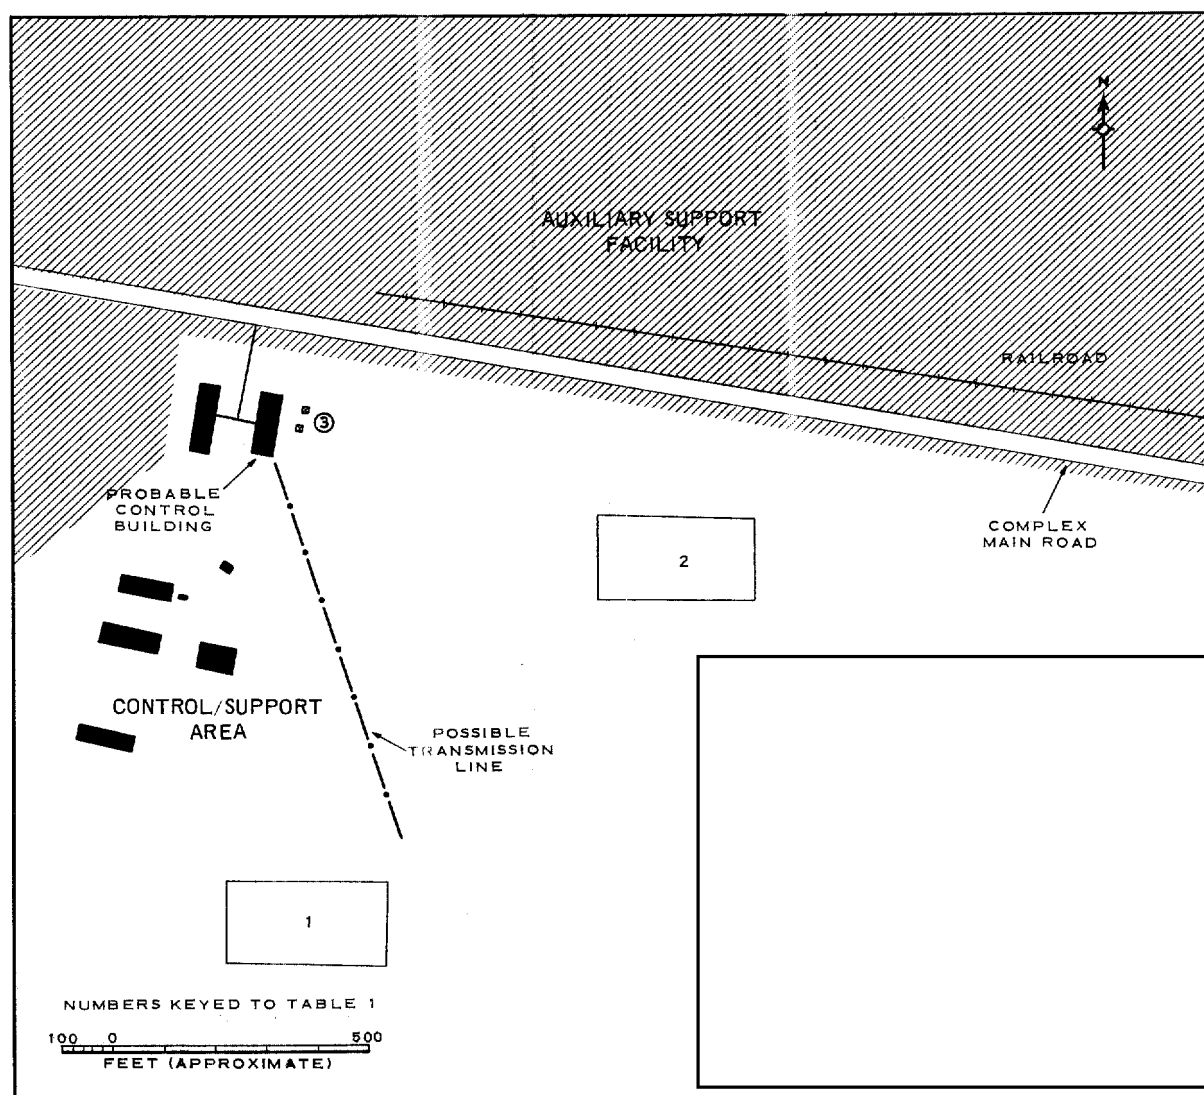 N
AUXILIARY SUPPORT
FACILITY
RAILROAD
3
PROBABLE
CONTROL
BUILDING
COMPLEX
MAIN ROAD
2
CONTROL/SUPPORT
AREA
POSSIBLE
TRANSMISSION
LINE
1
NUMBERS KEYED TO TABLE 1
100 0 500
FEET (APPROXIMATE)